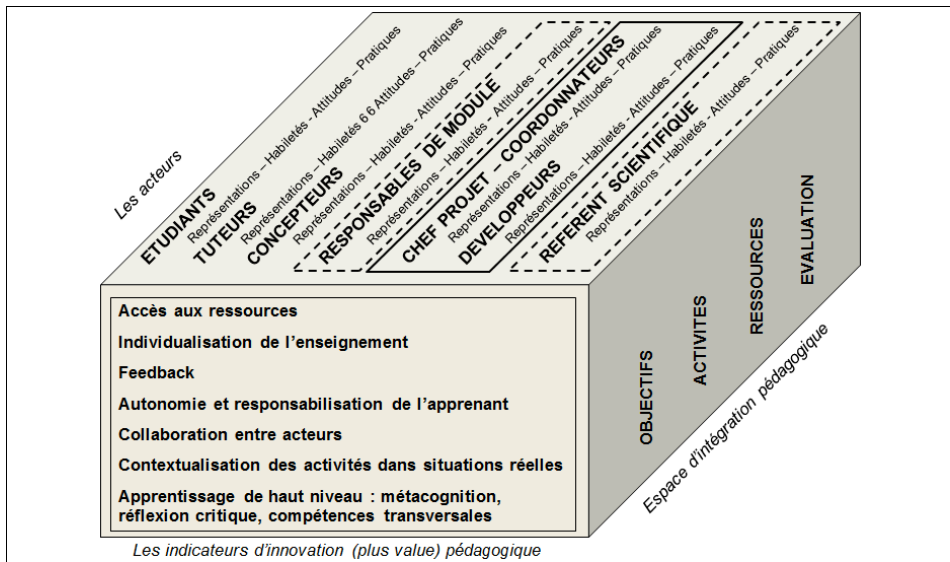 Les acteurs
ETUDIANTS
Représentations – Habiletés - Attitudes - Pratiques
TUTEURS
Représentations – Habiletés 6 6 Attitudes – Pratiques
CONCEPTEURS
Représentations – Habiletés - Attitudes - Pratiques
RESPONSABLES DE MODULE
Représentations – Habiletés - Attitudes – Pratiques
CHEF PROJET - COORDONNATEURS
Représentations – Habiletés - Attitudes – Pratiques
DEVELOPPEURS
Représentations – Habiletés - Attitudes – Pratiques
REFERENT SCIENTIFIQUE
Représentations – Habiletés - Attitudes – Pratiques
Accès aux ressources
Individualisation de l’enseignement
Feedback
Autonomie et responsabilisation de l’apprenant
Collaboration entre acteurs
Contextualisation des activités dans situations réelles
Apprentissage de haut niveau : métacognition,
réflexion critique, compétences transversales
Les indicateurs d’innovation (plus value) pédagogique
OBJECTIFS
ACTIVITES
RESSOURCES
EVALUATION
Espace d’intégration pédagogique